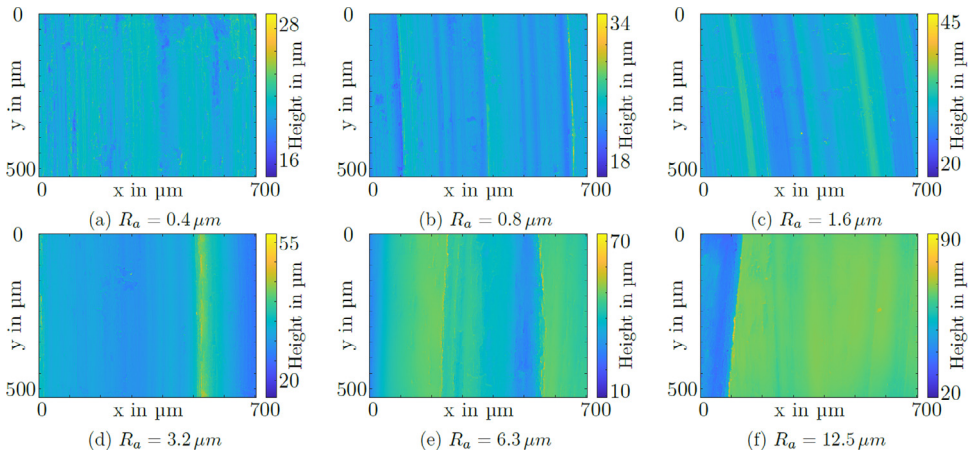 0
y in µm
500
0
x in µm
700
28
Height in µm
16
(a) Rₐ = 0.4 µm
0
y in µm
500
0
x in µm
700
34
Height in µm
18
(b) Rₐ = 0.8 µm
0
y in µm
500
0
x in µm
700
45
Height in µm
20
(c) Rₐ = 1.6 µm
0
y in µm
500
0
x in µm
700
55
Height in µm
20
(d) Rₐ = 3.2 µm
0
y in µm
500
0
x in µm
700
70
Height in µm
10
(e) Rₐ = 6.3 µm
0
y in µm
500
0
x in µm
700
90
Height in µm
20
(f) Rₐ = 12.5 µm